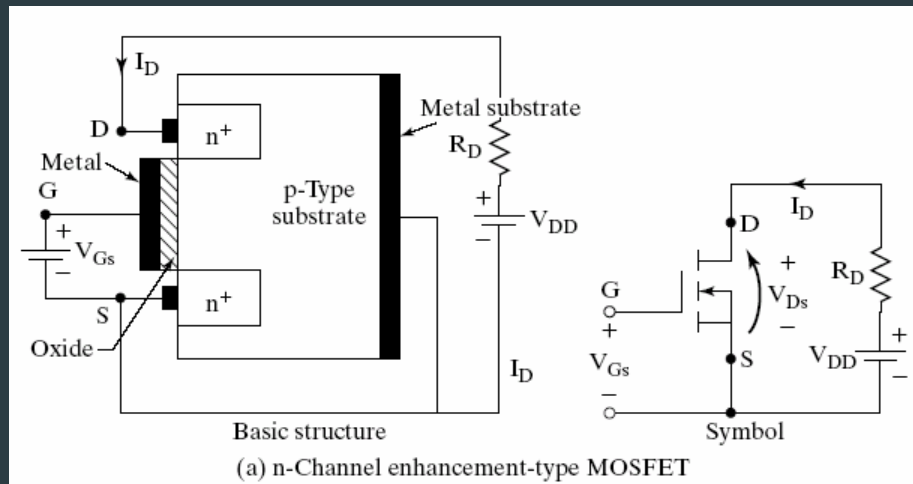 I_D
D
n+
Metal substrate
R_D
Metal
G
p-Type
substrate
+
V_Gs
−
+
V_DD
−
S
n+
Oxide
I_D
Basic structure
I_D
D
G
+
V_Ds
−
R_D
+
V_Gs
−
S
V_DD
+
−
Symbol
(a) n-Channel enhancement-type MOSFET